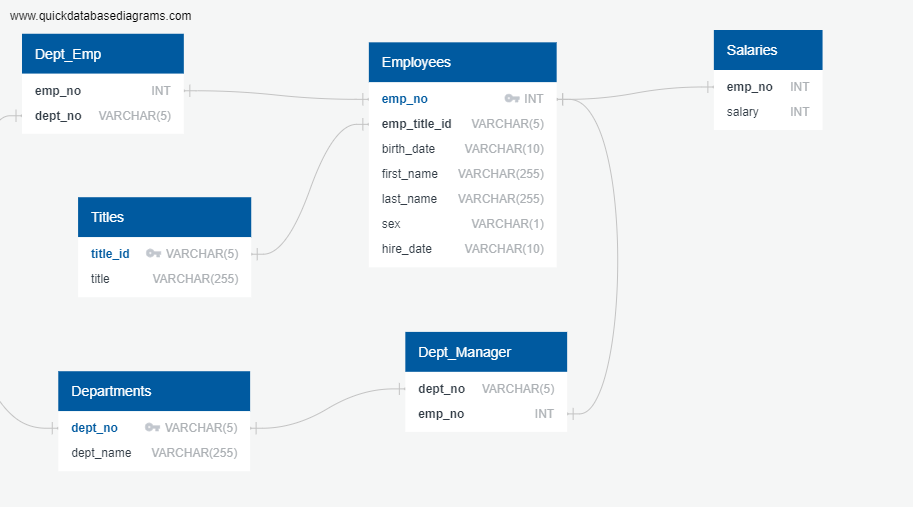 www.quickdatabasediagrams.com
Dept_Emp
emp_no INT
dept_no VARCHAR(5)
Employees
emp_no INT
emp_title_id VARCHAR(5)
birth_date VARCHAR(10)
first_name VARCHAR(255)
last_name VARCHAR(255)
sex VARCHAR(1)
hire_date VARCHAR(10)
Salaries
emp_no INT
salary INT
Titles
title_id VARCHAR(5)
title VARCHAR(255)
Dept_Manager
dept_no VARCHAR(5)
emp_no INT
Departments
dept_no VARCHAR(5)
dept_name VARCHAR(255)